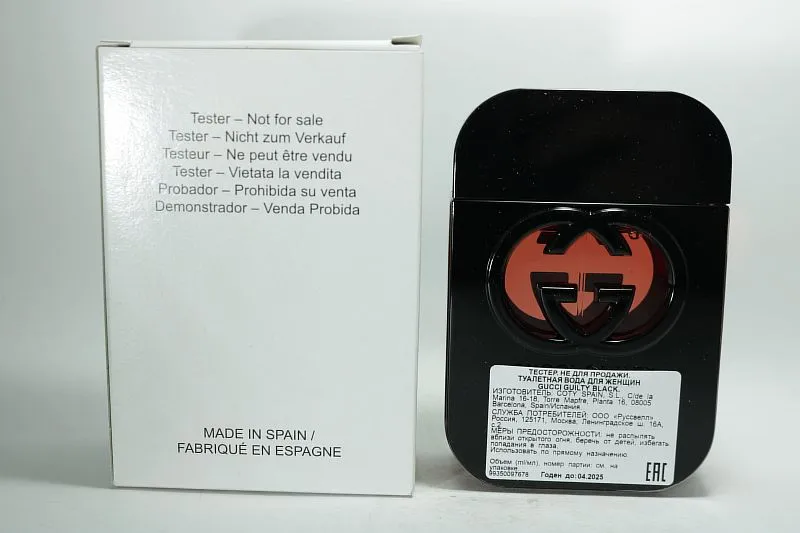 Tester – Not for sale
Tester – Nicht zum Verkauf
Testeur – Ne peut être vendu
Tester – Vietata la vendita
Probador – Prohibida su venta
Demonstrador – Venda Probida
MADE IN SPAIN /
FABRIQUÉ EN ESPAGNE
ТЕСТЕР. НЕ ДЛЯ ПРОДАЖИ.
ТУАЛЕТНАЯ ВОДА ДЛЯ ЖЕНЩИН
GUCCI GUILTY BLACK.
ИЗГОТОВИТЕЛЬ: COTY SPAIN, S.L., C/de la
Marina 16-18, Torre Mapfre, Planta 16, 08005
Barcelona, Spain/Испания.
СЛУЖБА ПОТРЕБИТЕЛЕЙ: ООО «Руссвелл»
Россия, 125171, Москва, Ленинградское ш. 16А,
с.2
МЕРЫ ПРЕДОСТОРОЖНОСТИ: не распылять
вблизи открытого огня, беречь от детей, избегать
попадания в глаза.
Использовать по прямому назначению.
Объем (ml/мл), номер партии: см. на
упаковке
99350097678 Годен до: 04.2025
EAC